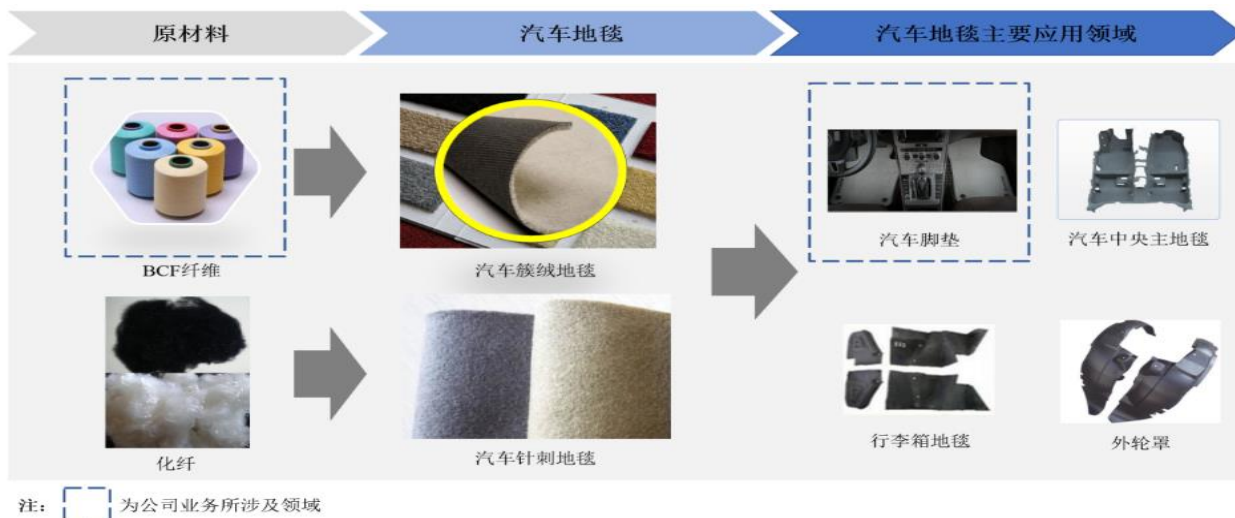 原材料
汽车地毯
汽车地毯主要应用领域
BCF纤维
汽车簇绒地毯
汽车脚垫
汽车中央主地毯
化纤
汽车针刺地毯
行李箱地毯
外轮罩
注： 为公司业务所涉及领域